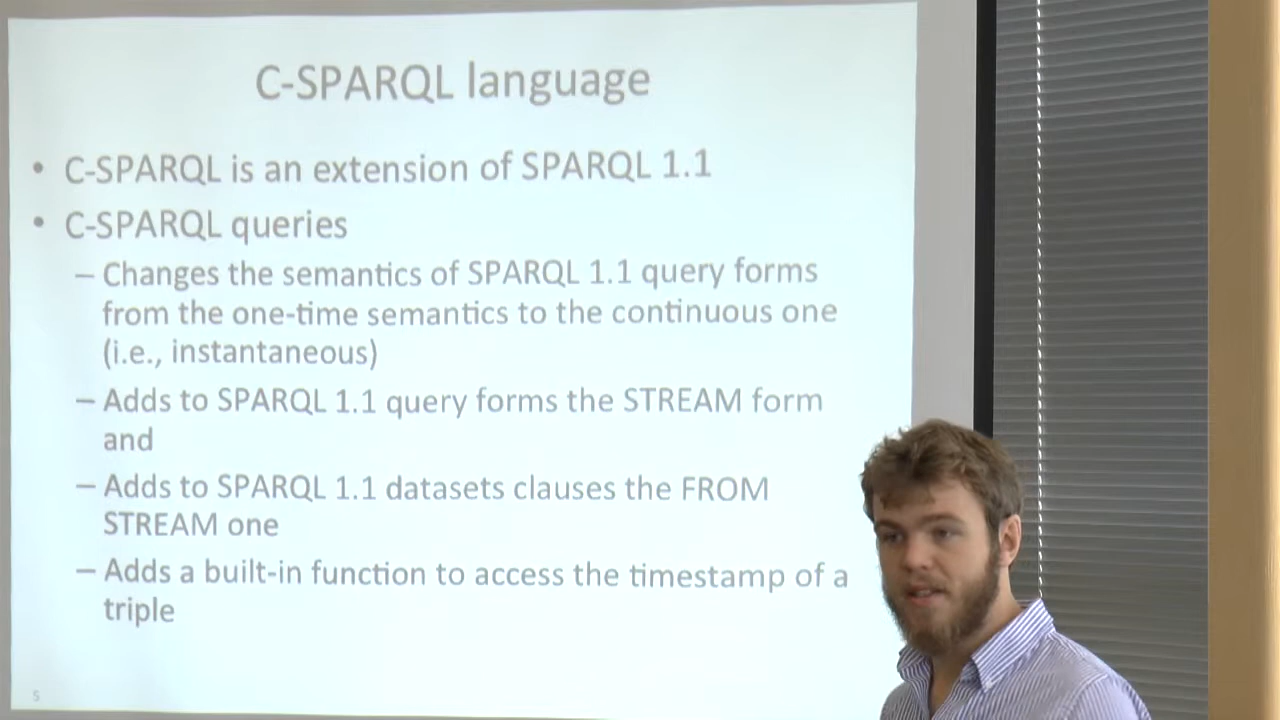 C-SPARQL language
• C-SPARQL is an extension of SPARQL 1.1
• C-SPARQL queries
– Changes the semantics of SPARQL 1.1 query forms
from the one-time semantics to the continuous one
(i.e., instantaneous)
– Adds to SPARQL 1.1 query forms the STREAM form
and
– Adds to SPARQL 1.1 datasets clauses the FROM
STREAM one
– Adds a built-in function to access the timestamp of a
triple
5